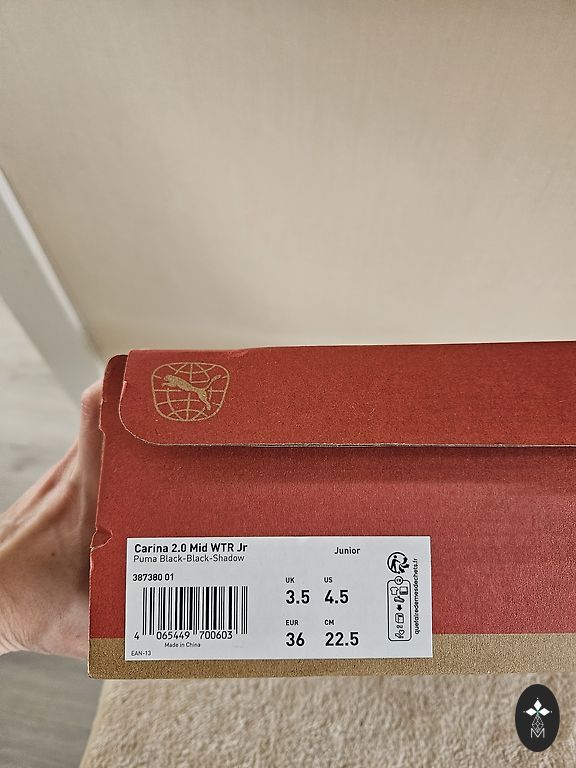 Carina 2.0 Mid WTR Jr
Puma Black-Black-Shadow
Junior
387380 01
UK US
3.5 4.5
EUR CM
36 22.5
4 065449 700603
Made in China
EAN-13
quefairedemesdechets.fr
M